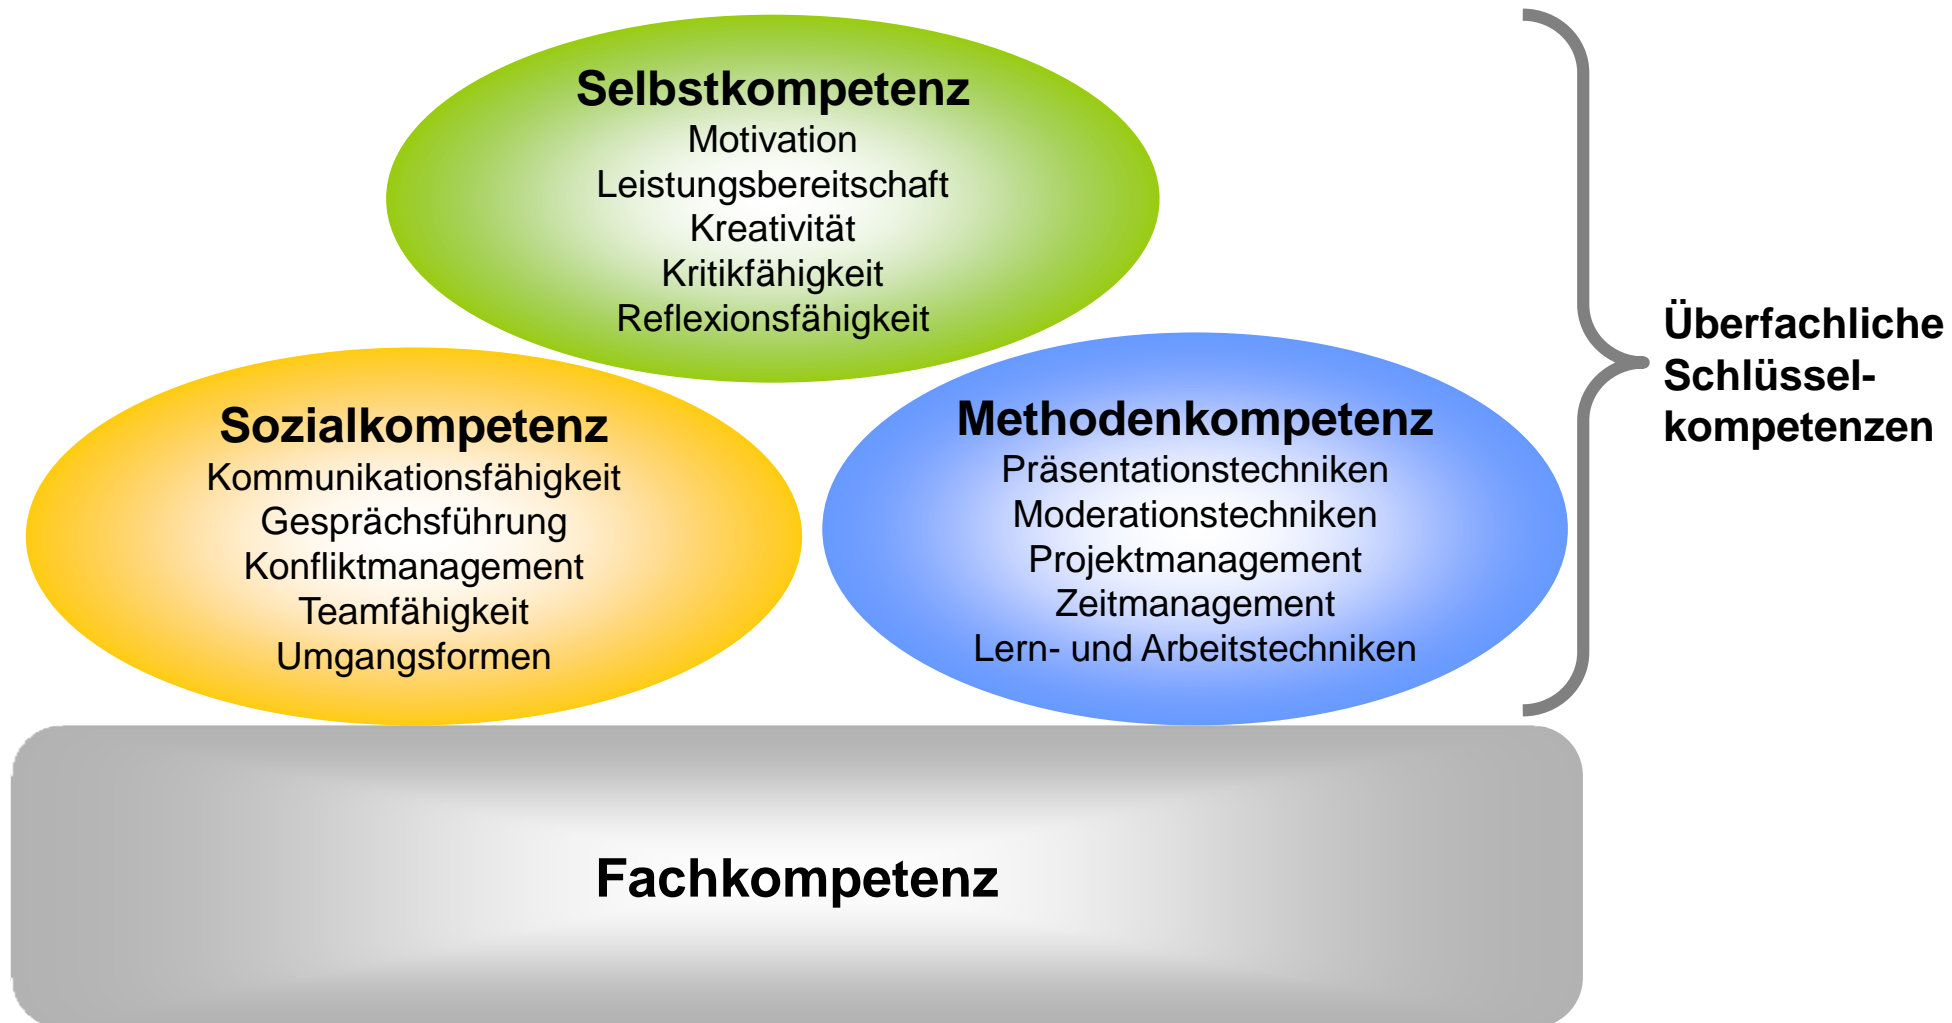 Selbstkompetenz
Motivation
Leistungsbereitschaft
Kreativität
Kritikfähigkeit
Reflexionsfähigkeit
Sozialkompetenz
Kommunikationsfähigkeit
Gesprächsführung
Konfliktmanagement
Teamfähigkeit
Umgangsformen
Methodenkompetenz
Präsentationstechniken
Moderationstechniken
Projektmanagement
Zeitmanagement
Lern- und Arbeitstechniken
Überfachliche
Schlüssel-
kompetenzen
Fachkompetenz